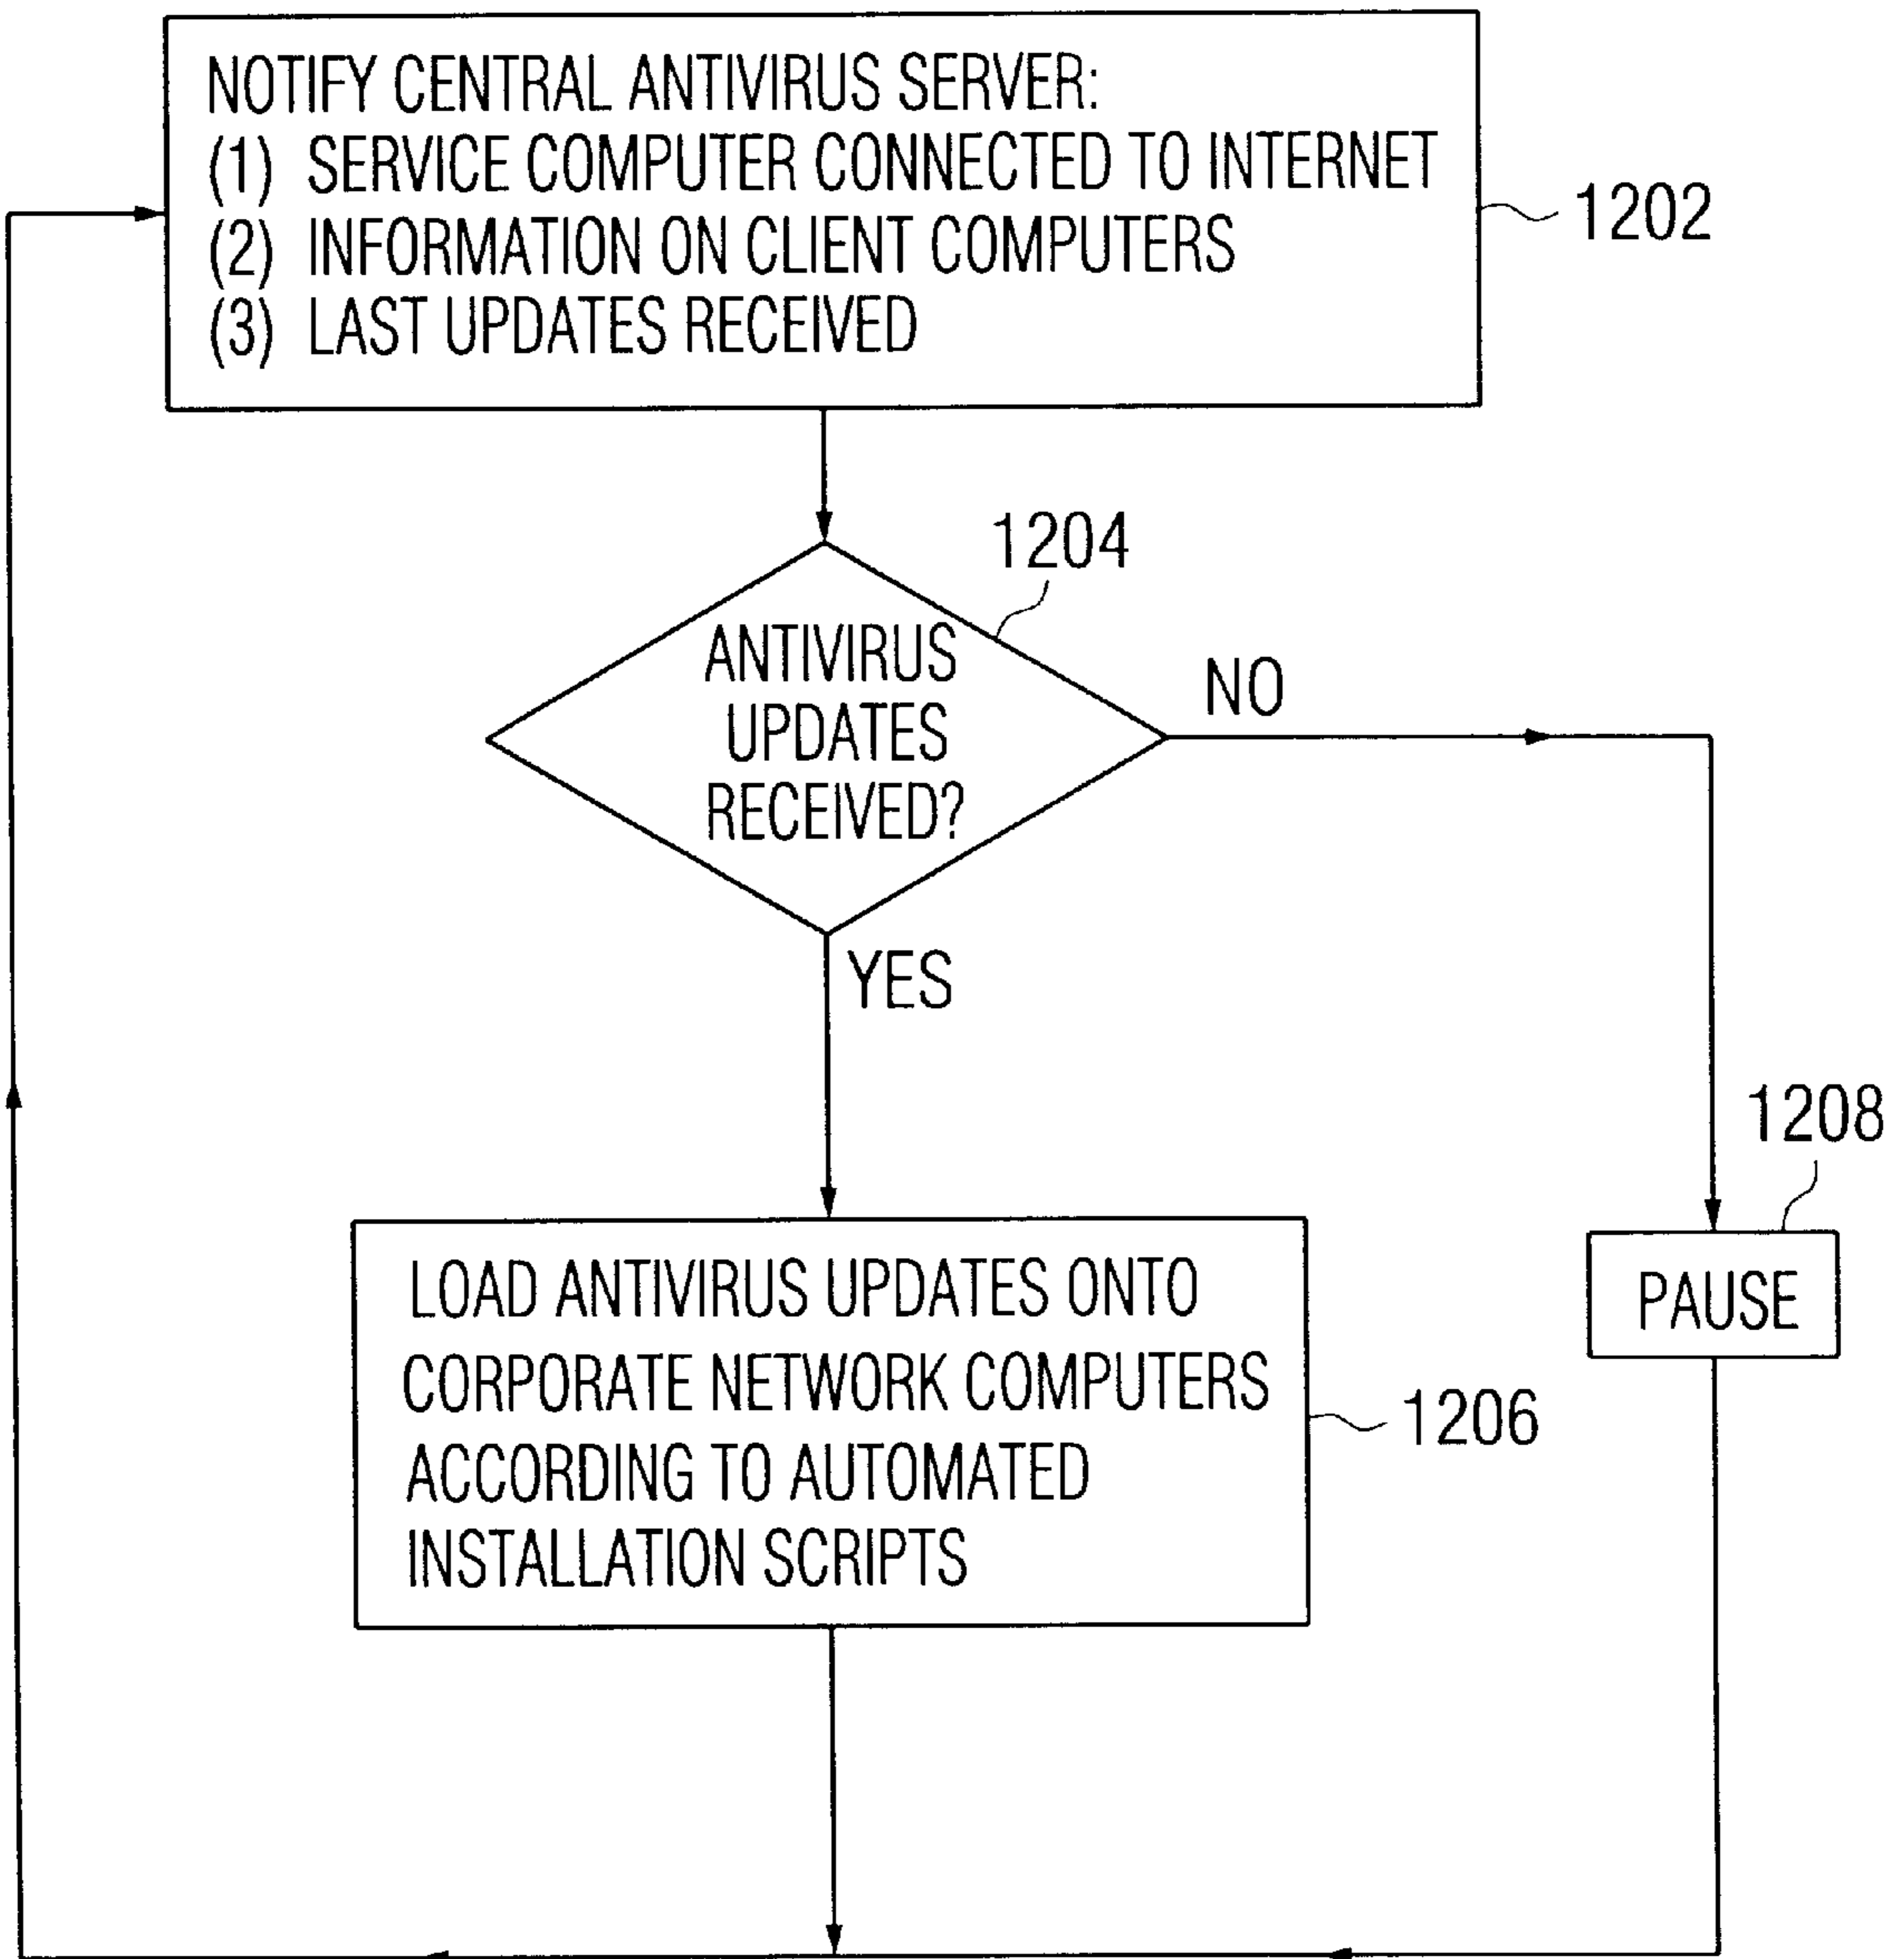 NOTIFY CENTRAL ANTIVIRUS SERVER:
(1) SERVICE COMPUTER CONNECTED TO INTERNET
(2) INFORMATION ON CLIENT COMPUTERS
(3) LAST UPDATES RECEIVED
1202
1204
ANTIVIRUS
UPDATES
RECEIVED?
NO
YES
1208
PAUSE
LOAD ANTIVIRUS UPDATES ONTO
CORPORATE NETWORK COMPUTERS
ACCORDING TO AUTOMATED
INSTALLATION SCRIPTS
1206